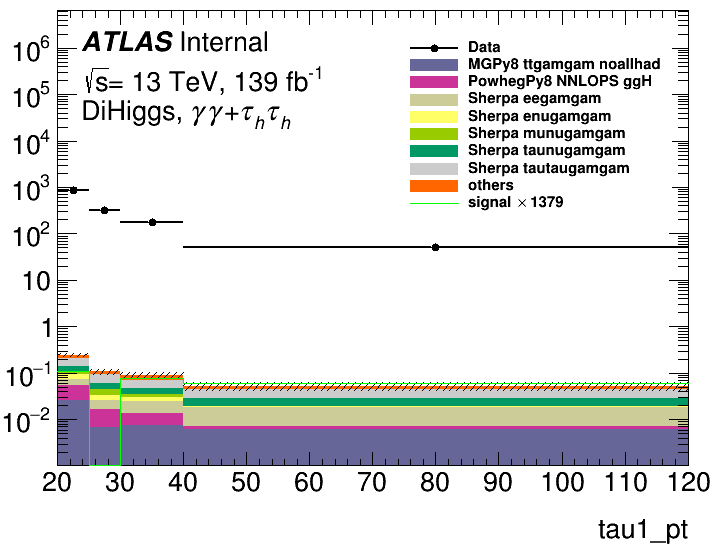 ATLAS Internal
√s= 13 TeV, 139 fb⁻¹
DiHiggs, γγ+τₕτₕ
Data
MGPy8 ttgamgam noallhad
PowhegPy8 NNLOPS ggH
Sherpa eegamgam
Sherpa enugamgam
Sherpa munugamgam
Sherpa taunugamgam
Sherpa tautaugamgam
others
signal × 1379
10⁶
10⁵
10⁴
10³
10²
10
1
10⁻¹
10⁻²
20 30 40 50 60 70 80 90 100 110 120
tau1_pt